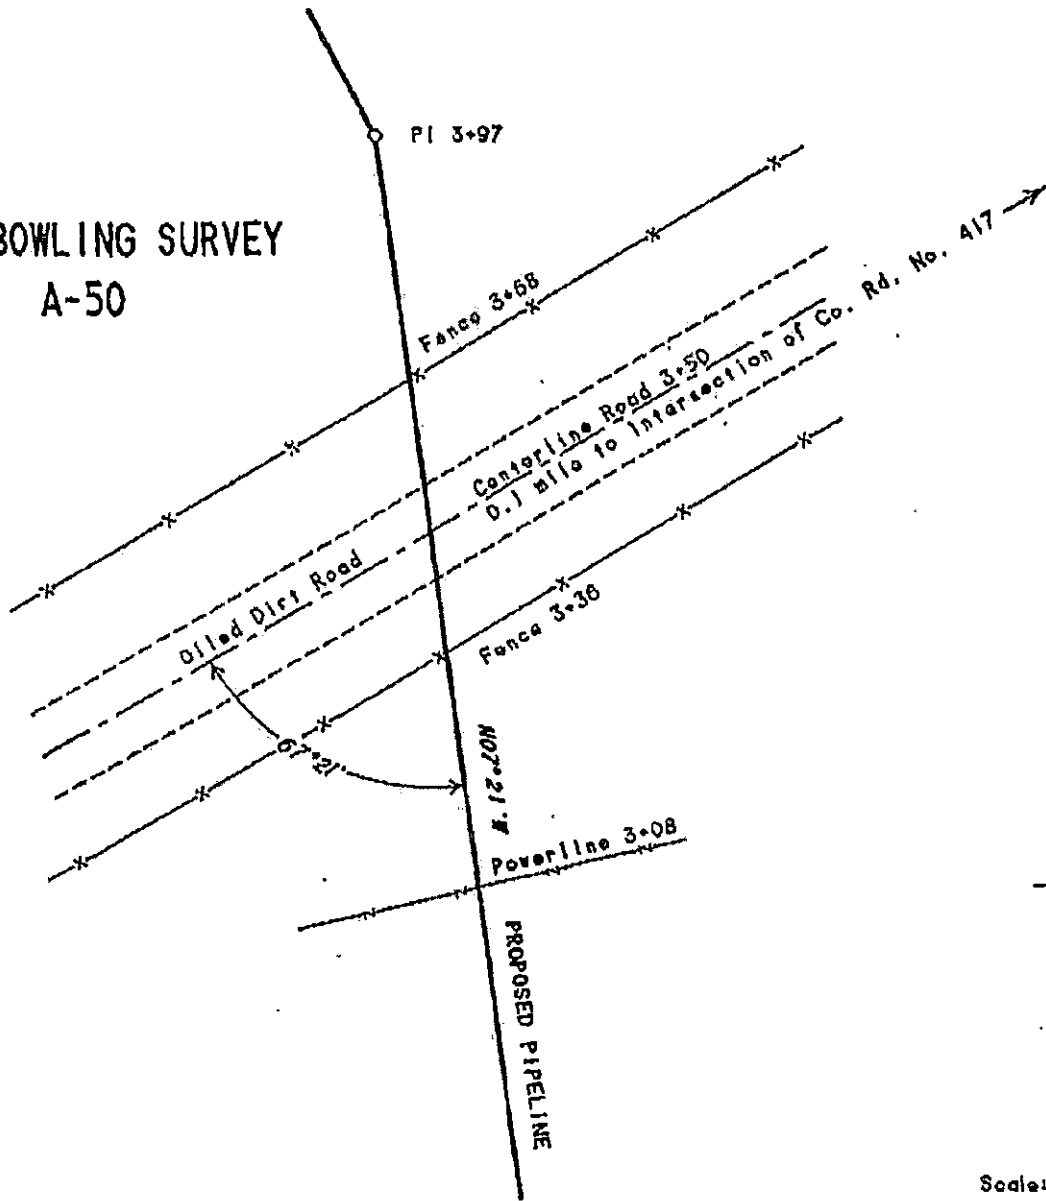 PI 3+97
BOWLING SURVEY
A-50
Fence 3+68
Centerline Road 3+50
0.1 mile to Intersection of Co. Rd. No. 417
Oiled Dirt Road
Fence 3+36
67°21'
N07°21'W
Powerline 3+08
PROPOSED PIPELINE
Scale: